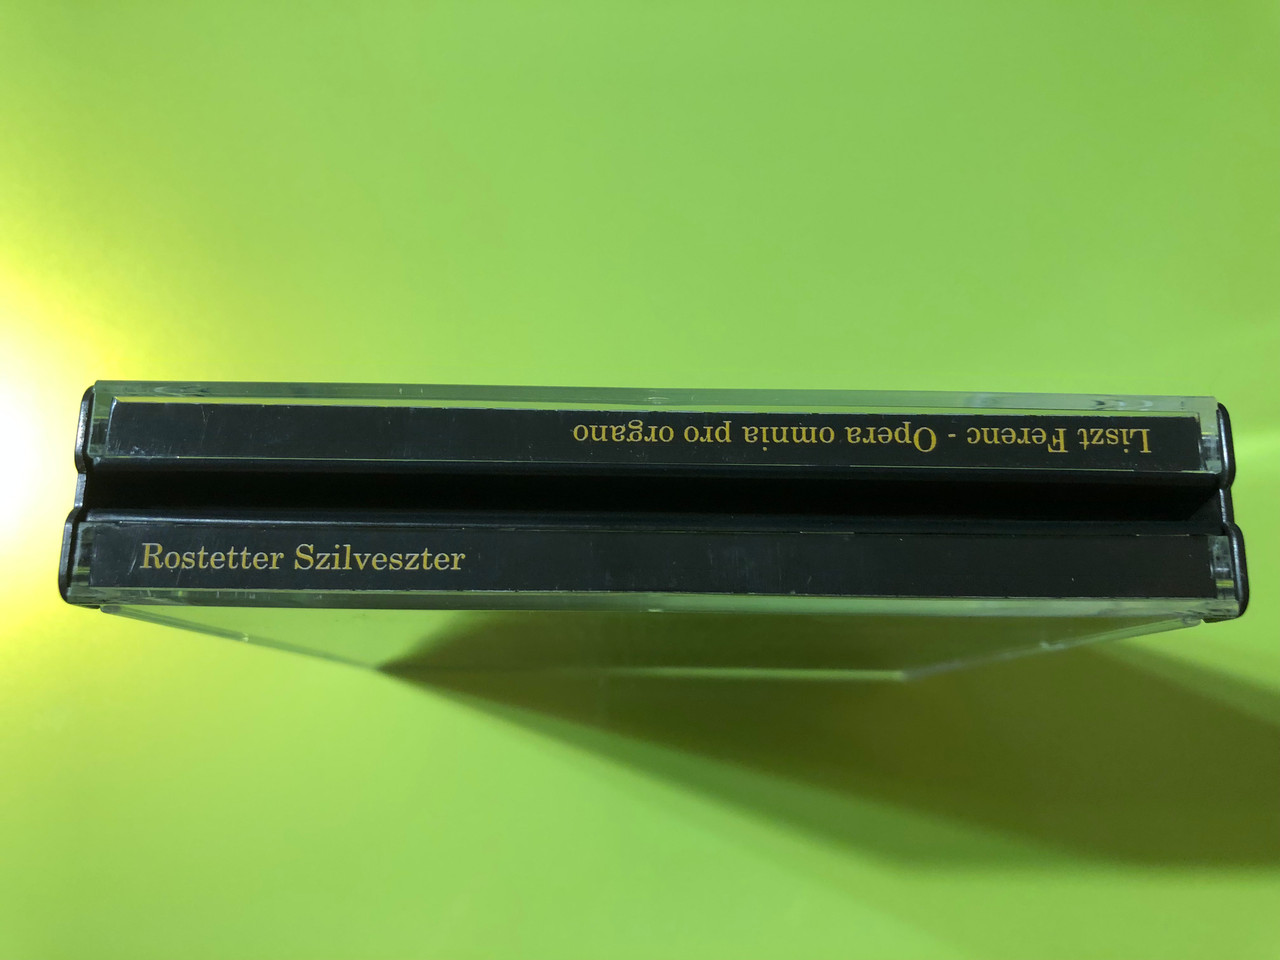 Liszt Ferenc - Opera omnia pro organo
Rostetter Szilveszter